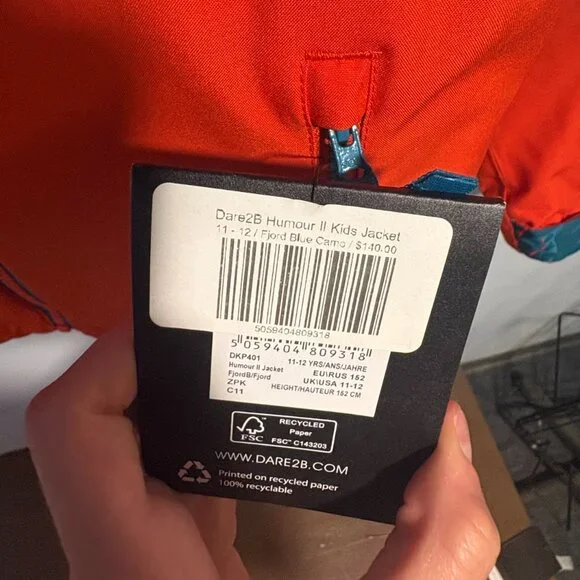 Dare2B Humour II Kids Jacket
11 - 12 / Fjord Blue Camo / $140.00
5059404809318
5 059404 809318
DKP401 11-12 YRS/ANS/JAHRE
Humour II Jacket EU\RUS 152
FjordB/Fjord UK\USA 11-12
ZPK HEIGHT/HAUTEUR 152 CM
C11
FSC
RECYCLED
Paper
FSC™ C143203
WWW.DARE2B.COM
Printed on recycled paper
100% recyclable